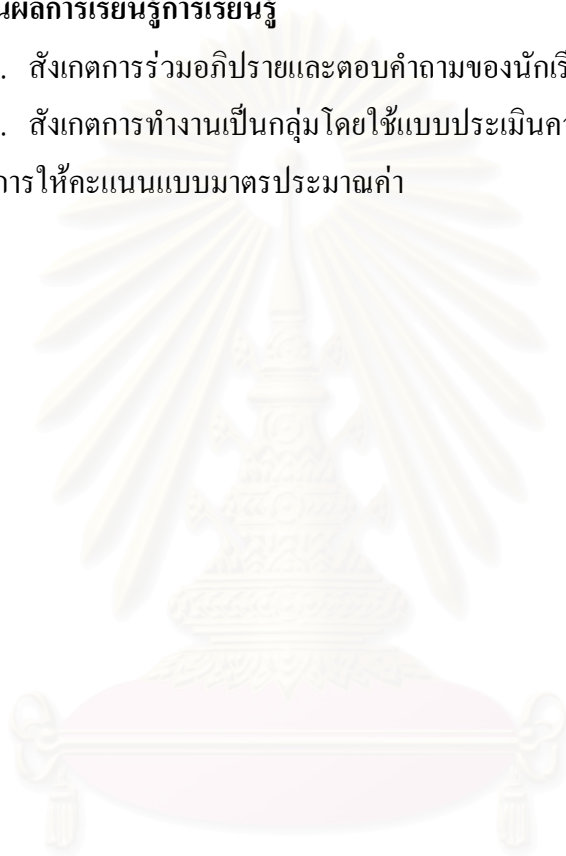 นผลการเรียนรู้การเรียนรู้
. สังเกตการร่วมอภิปรายและตอบคำถามของนักเรี
. สังเกตการทำงานเป็นกลุ่มโดยใช้แบบประเมินคว
การให้คะแนนแบบมาตรประมาณค่า